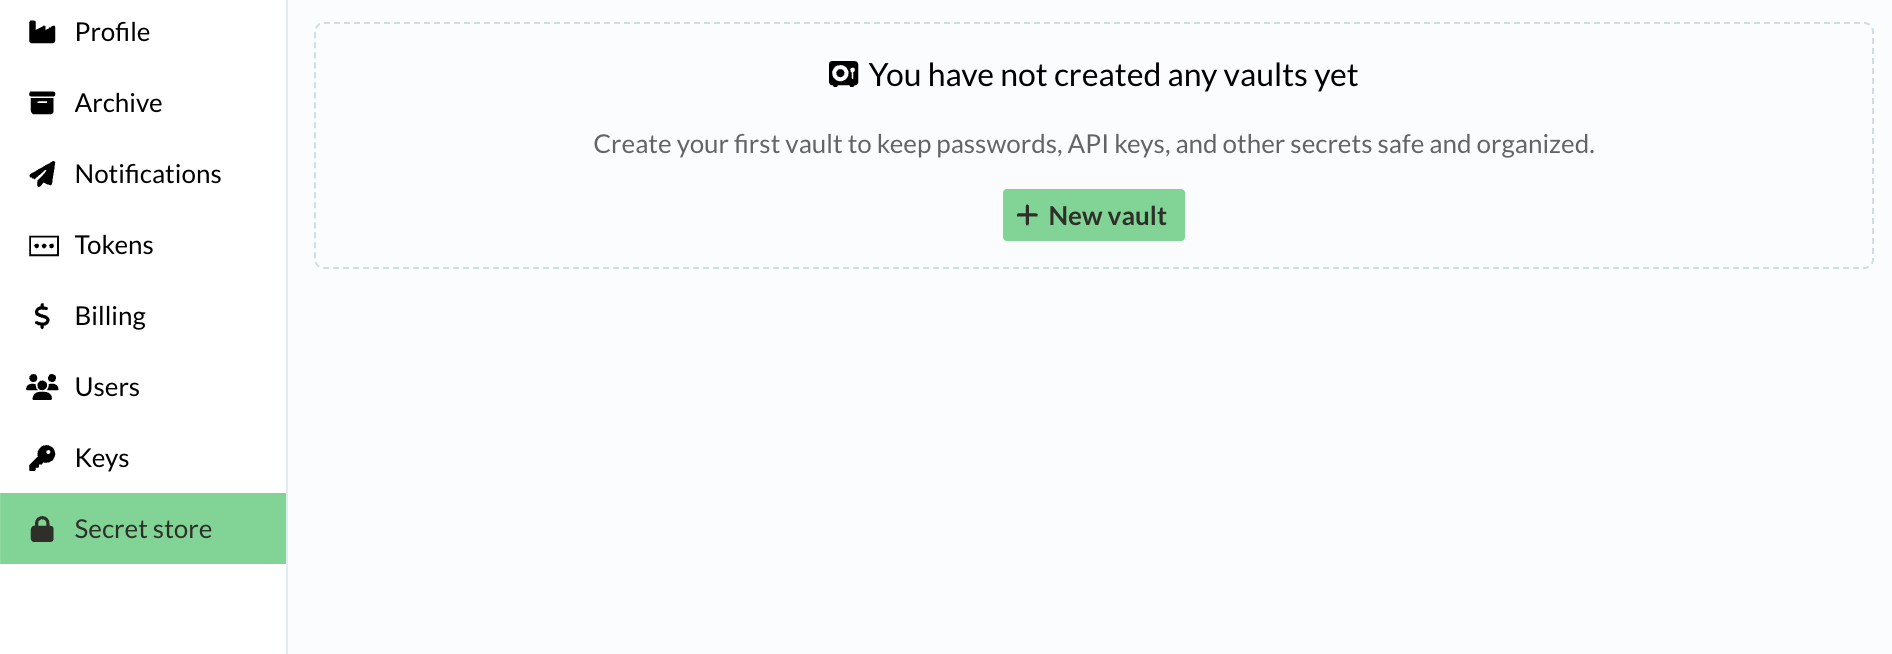 Profile
Archive
Notifications
Tokens
Billing
Users
Keys
Secret store
You have not created any vaults yet
Create your first vault to keep passwords, API keys, and other secrets safe and organized.
New vault